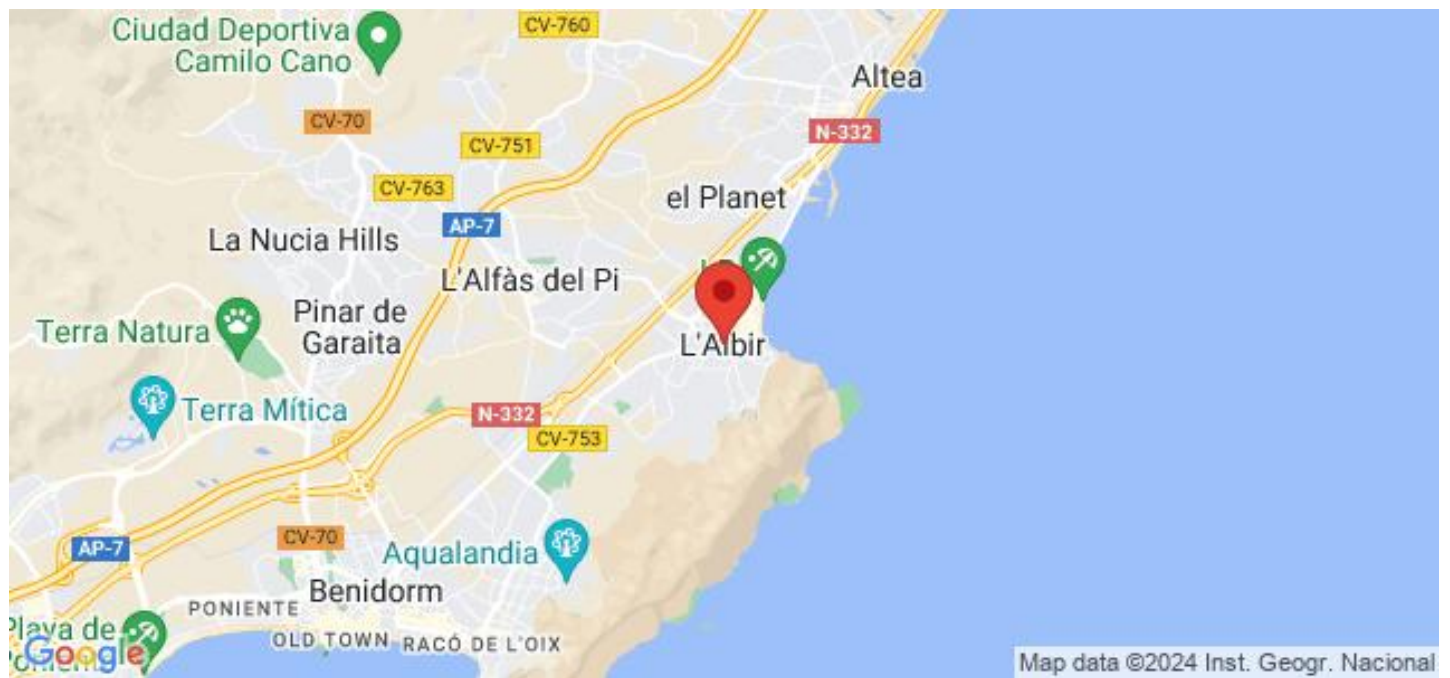 Ciudad Deportiva
Camilo Cano
CV-760
Altea
CV-70
N-332
CV-751
CV-763
el Planet
AP-7
La Nucia Hills
L'Alfàs del Pi
Pinar de
Garaita
Terra Natura
L'Albir
Terra Mítica
N-332
CV-753
CV-70
AP-7
Aqualandia
Benidorm
PONIENTE
OLD TOWN
RACÓ DE L'OIX
Playa de
Poniente
Google
Map data ©2024 Inst. Geogr. Nacional